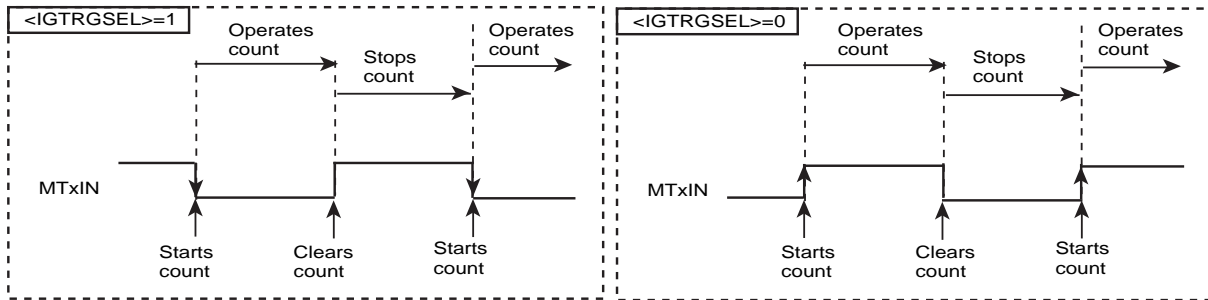 <IGTRGSEL>=1
Operates
count
Stops
count
Operates
count
MTxIN
Starts
count
Clears
count
Starts
count
<IGTRGSEL>=0
Operates
count
Stops
count
Operates
count
MTxIN
Starts
count
Clears
count
Starts
count